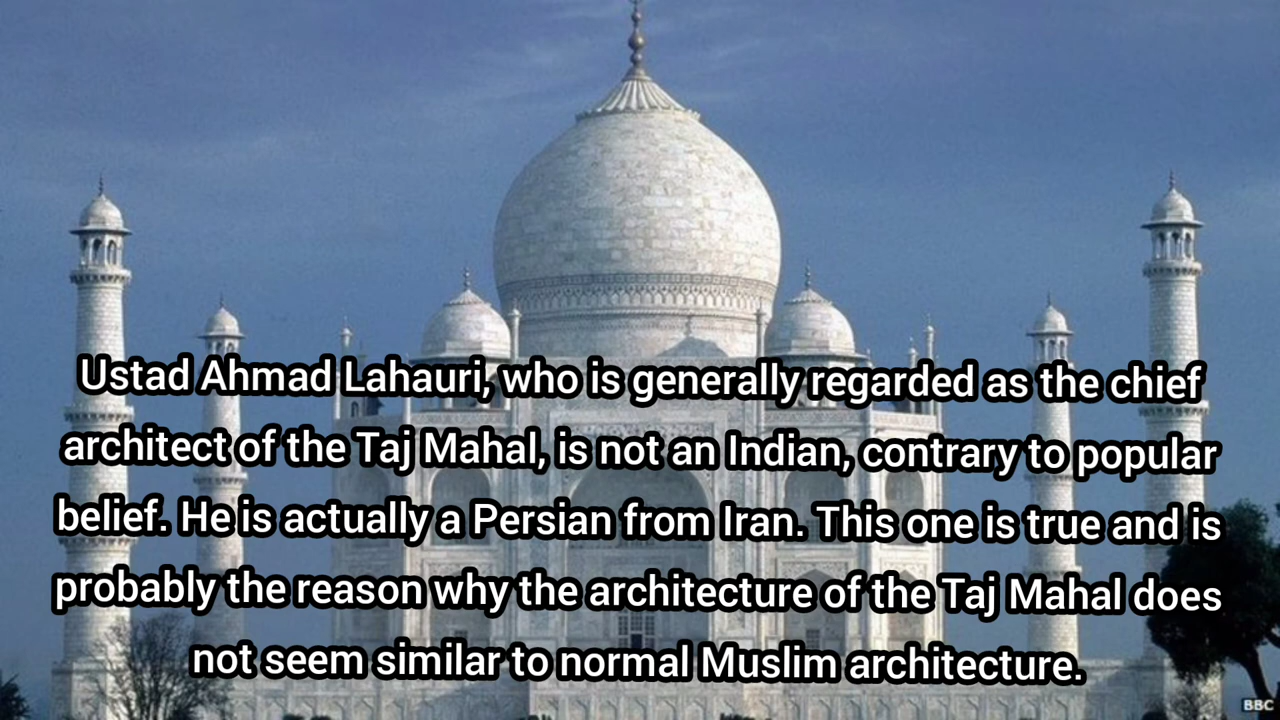 Ustad Ahmad Lahauri, who is generally regarded as the chief
architect of the Taj Mahal, is not an Indian, contrary to popular
belief. He is actually a Persian from Iran. This one is true and is
probably the reason why the architecture of the Taj Mahal does
not seem similar to normal Muslim architecture.
BBC